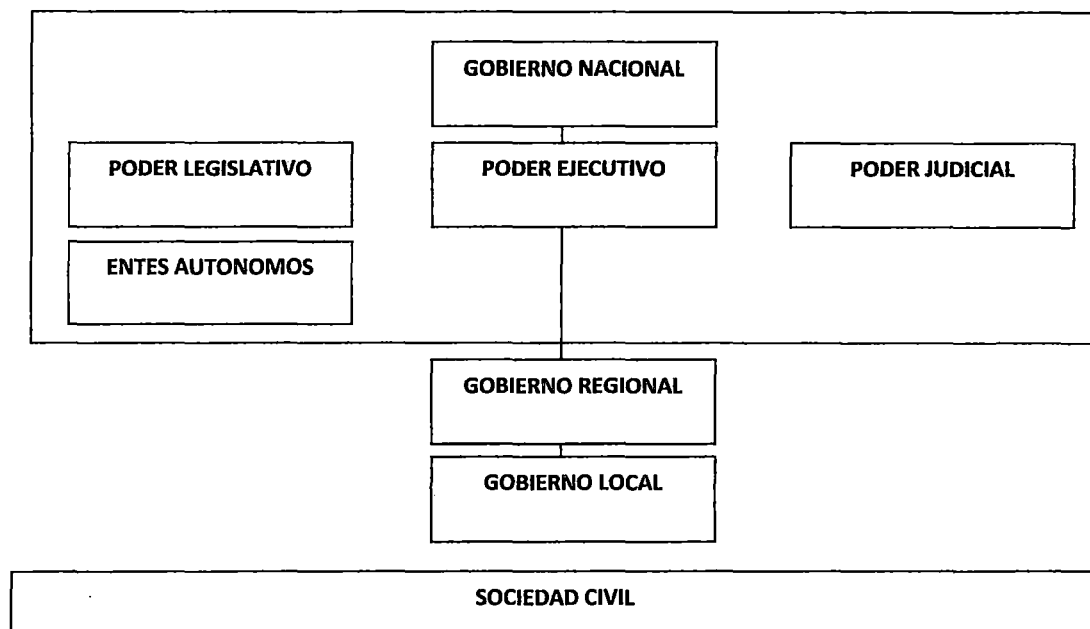 GOBIERNO NACIONAL
PODER LEGISLATIVO
PODER EJECUTIVO
PODER JUDICIAL
ENTES AUTONOMOS
GOBIERNO REGIONAL
GOBIERNO LOCAL
SOCIEDAD CIVIL